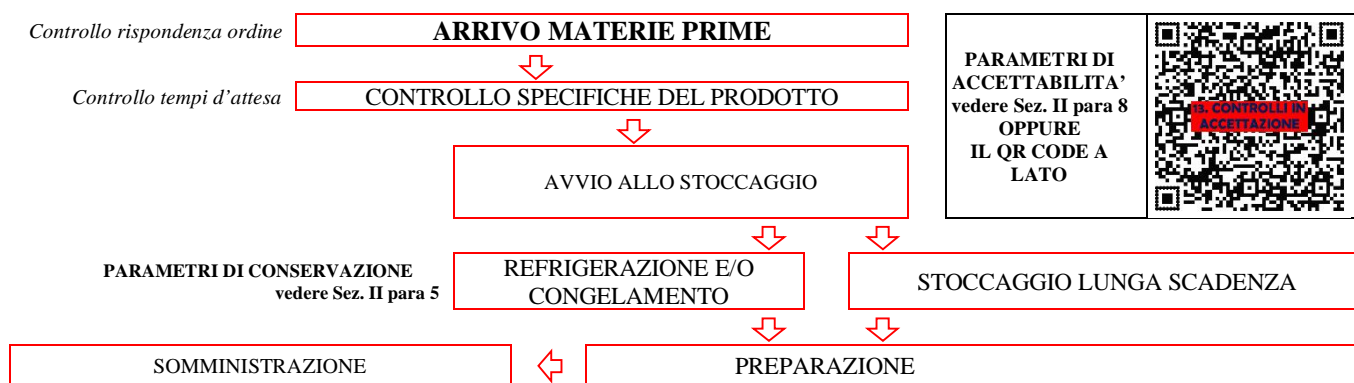 Controllo rispondenza ordine
ARRIVO MATERIE PRIME
Controllo tempi d'attesa
CONTROLLO SPECIFICHE DEL PRODOTTO
PARAMETRI DI
ACCETTABILITA'
vedere Sez. II para 8
OPPURE
IL QR CODE A
LATO
13. CONTROLLI IN
ACCETTAZIONE
AVVIO ALLO STOCCAGGIO
PARAMETRI DI CONSERVAZIONE
vedere Sez. II para 5
REFRIGERAZIONE E/O
CONGELAMENTO
STOCCAGGIO LUNGA SCADENZA
SOMMINISTRAZIONE
PREPARAZIONE